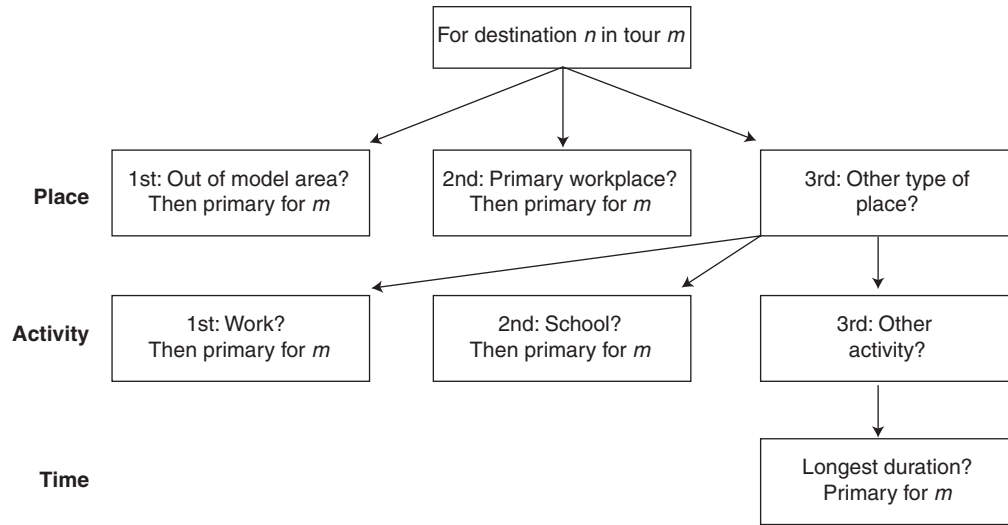 For destination n in tour m
Place
1st: Out of model area?
Then primary for m
2nd: Primary workplace?
Then primary for m
3rd: Other type of
place?
Activity
1st: Work?
Then primary for m
2nd: School?
Then primary for m
3rd: Other
activity?
Time
Longest duration?
Primary for m